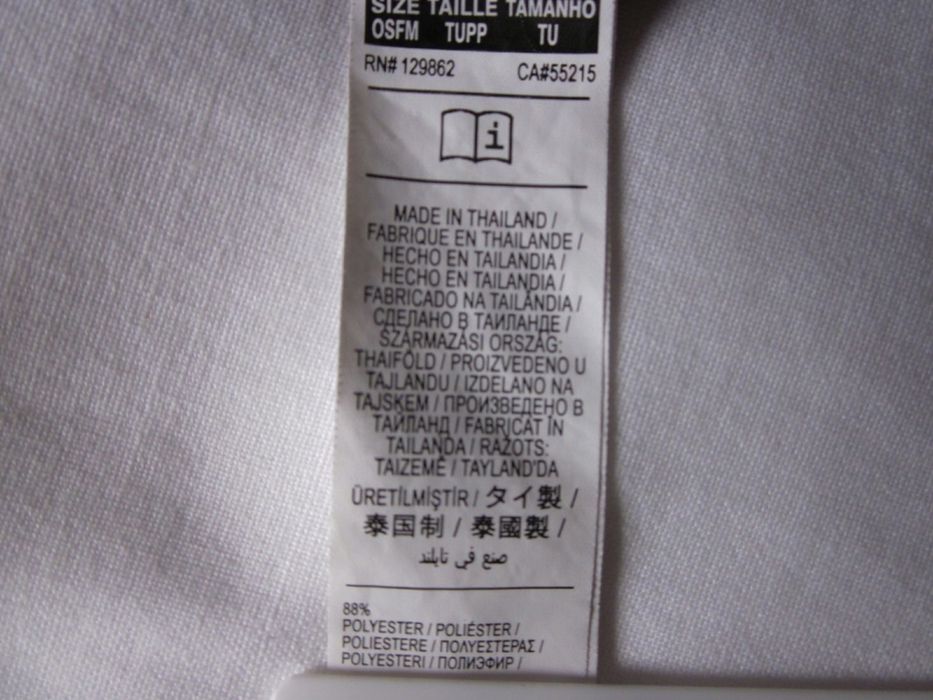 SIZE TAILLE TAMANHO
OSFM TUPP TU
RN# 129862 CA#55215
i
MADE IN THAILAND /
FABRIQUE EN THAILANDE /
HECHO EN TAILANDIA /
HECHO EN TAILANDIA /
FABRICADO NA TAILÂNDIA /
СДЕЛАНО В ТАИЛАНДЕ /
SZÁRMAZÁSI ORSZÁG:
THAIFÖLD / PROIZVEDENO U
TAJLANDU / IZDELANO NA
TAJSKEM / ПРОИЗВЕДЕНО В
ТАЙЛАНД / FABRICAT ÎN
TAILANDA / RAŽOTS:
TAIZEMĒ / TAYLAND'DA
ÜRETİLMİŞTİR / タイ製 /
泰国制 / 泰國製 /
صنع في تايلند
88%
POLYESTER / POLIÉSTER /
POLIESTERE / ΠΟΛΥΕΣΤΕΡΑΣ /
POLYESTERI / ПОЛИЭФИР /